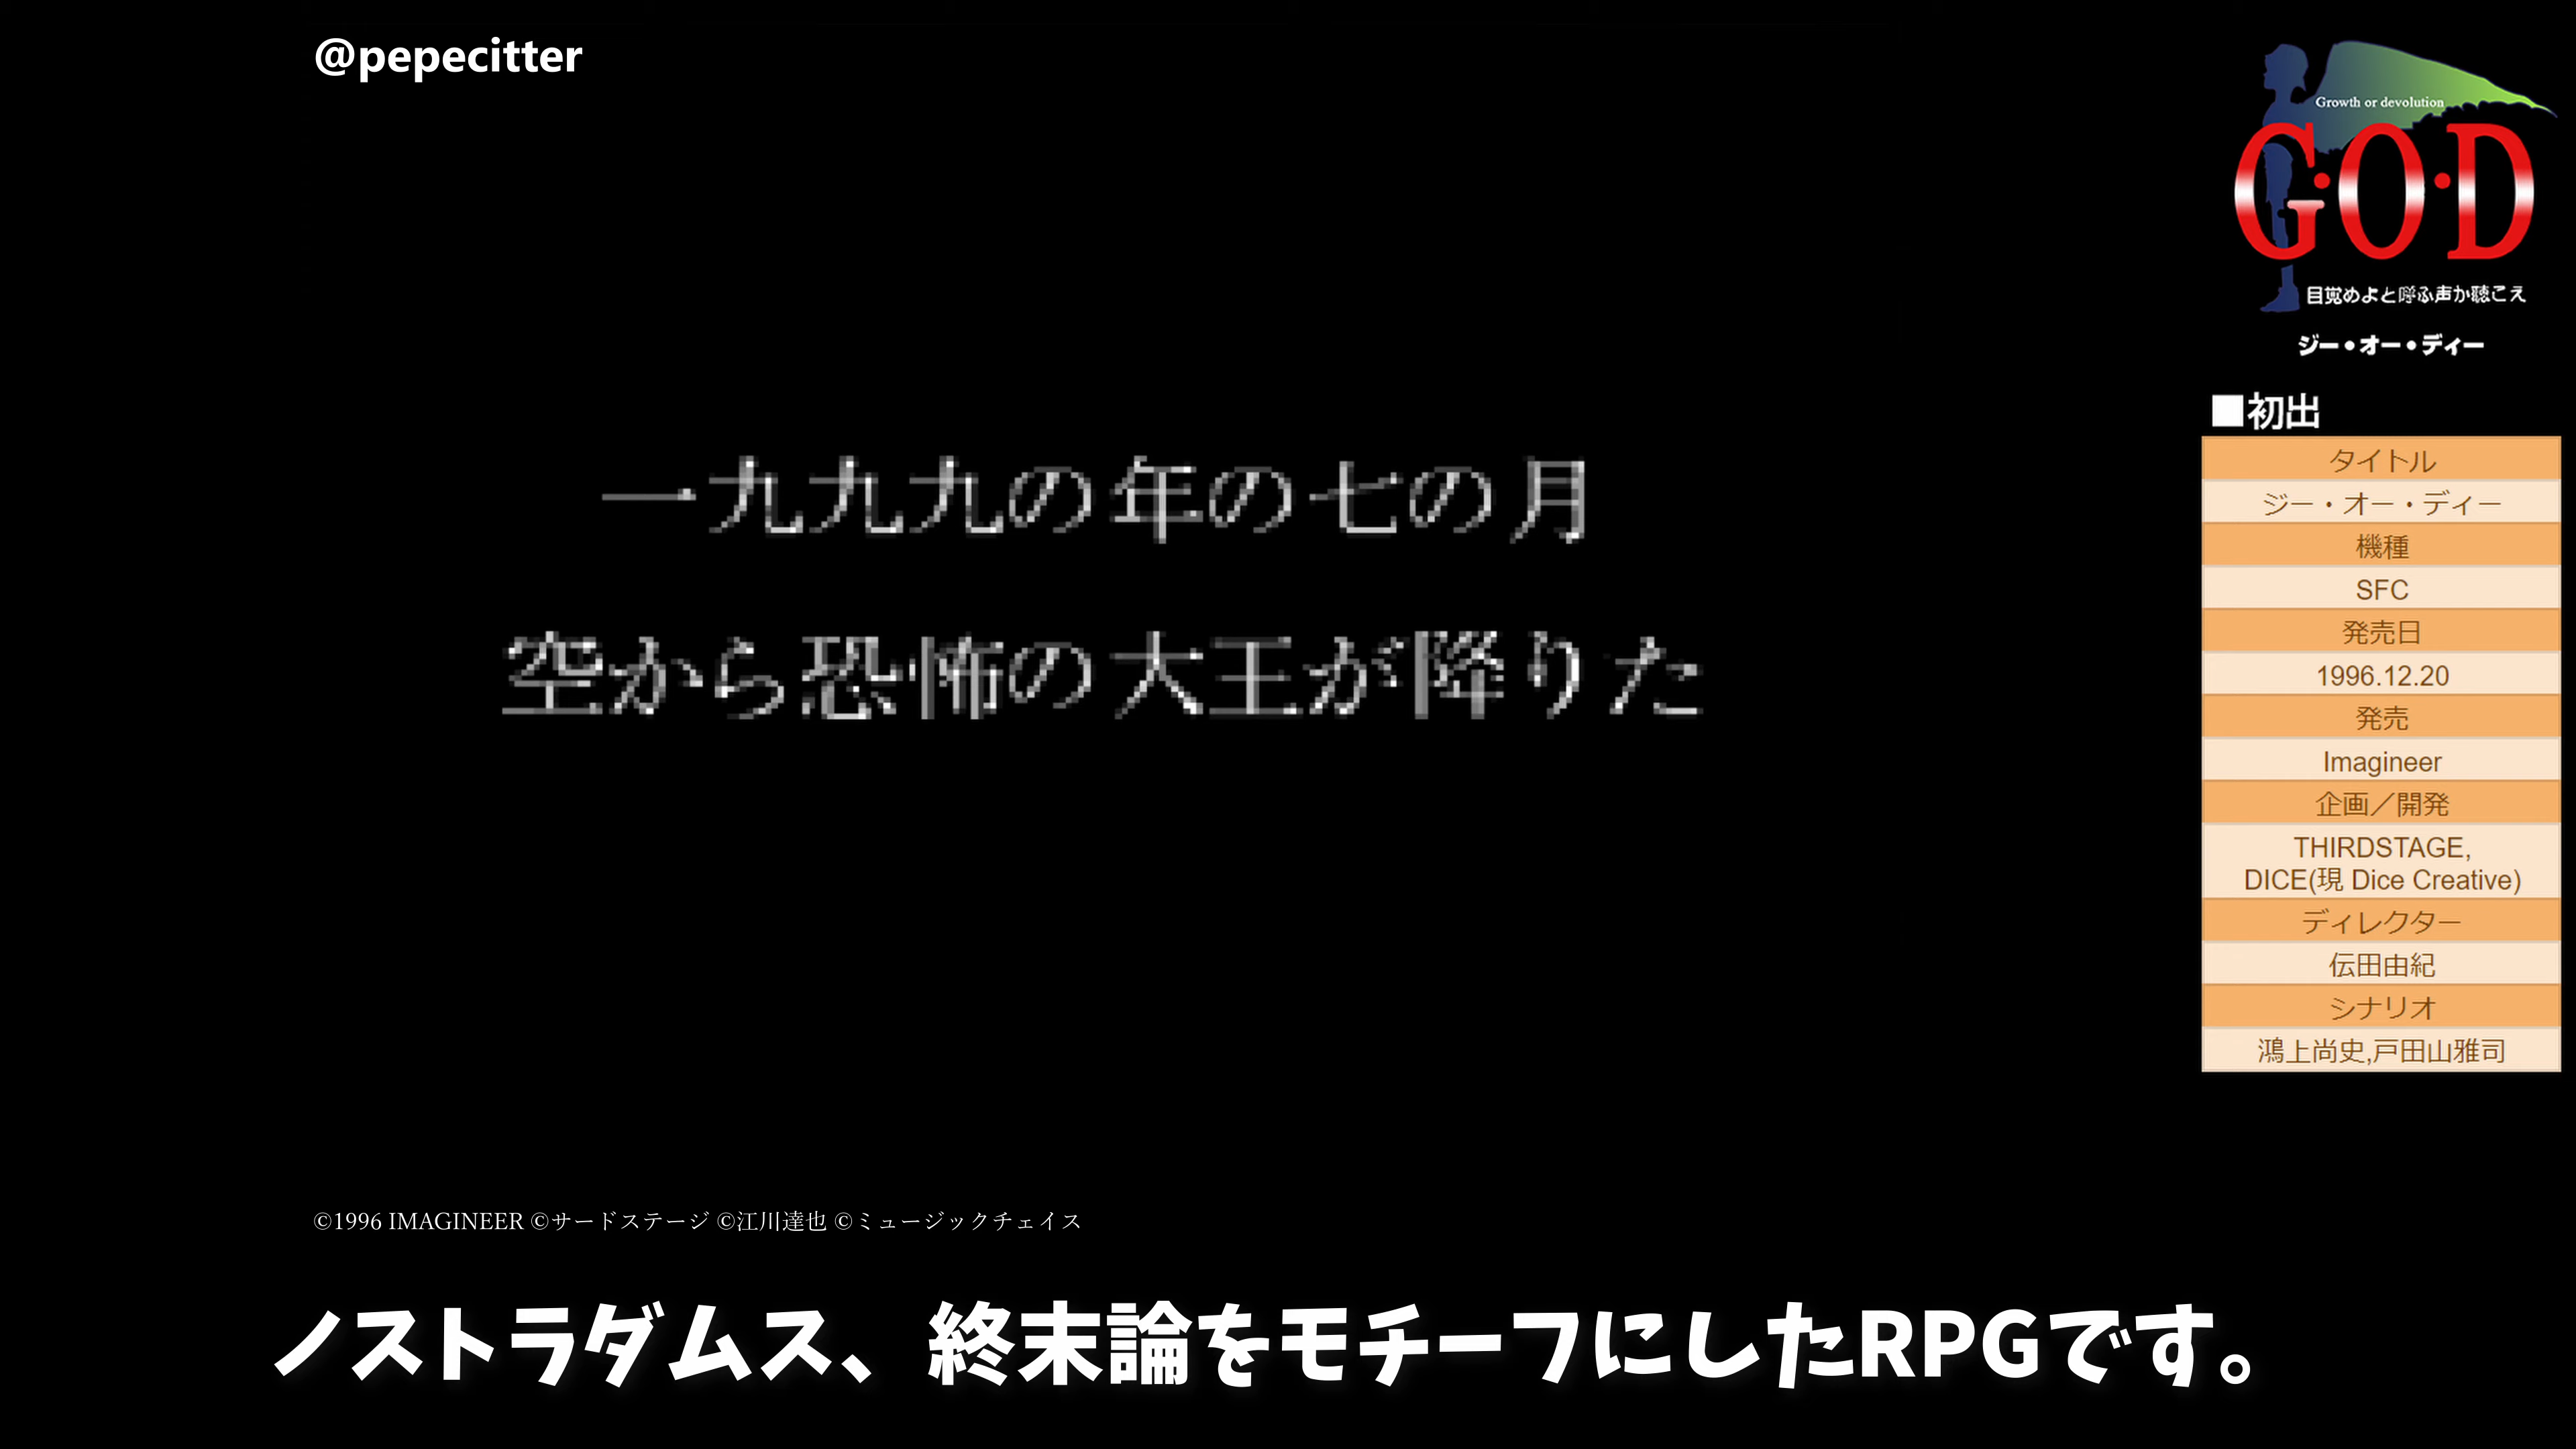 @pepecitter
一九九九の年の七の月
空から恐怖の大王が降りた
©1996 IMAGINEER ©サードステージ ©江川達也 ©ミュージックチェイス
ノストラダムス、終末論をモチーフにしたRPGです。
Growth or devolution
G・O・D
目覚めよと呼ぶ声が聴こえ
ジー・オー・ディー
■初出
タイトル
ジー・オー・ディー
機種
SFC
発売日
1996.12.20
発売
Imagineer
企画／開発
THIRDSTAGE,
DICE(現 Dice Creative)
ディレクター
伝田由紀
シナリオ
鴻上尚史,戸田山雅司